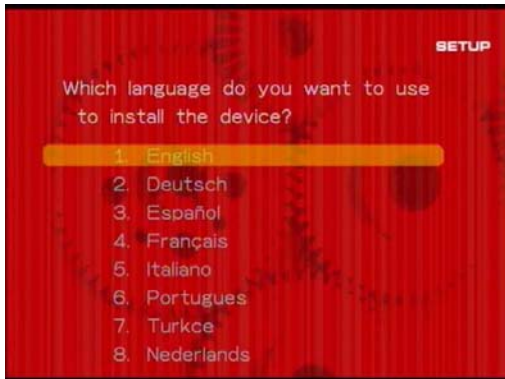 SETUP
Which language do you want to use
to install the device?
1. English
2. Deutsch
3. Español
4. Français
5. Italiano
6. Portugues
7. Turkce
8. Nederlands